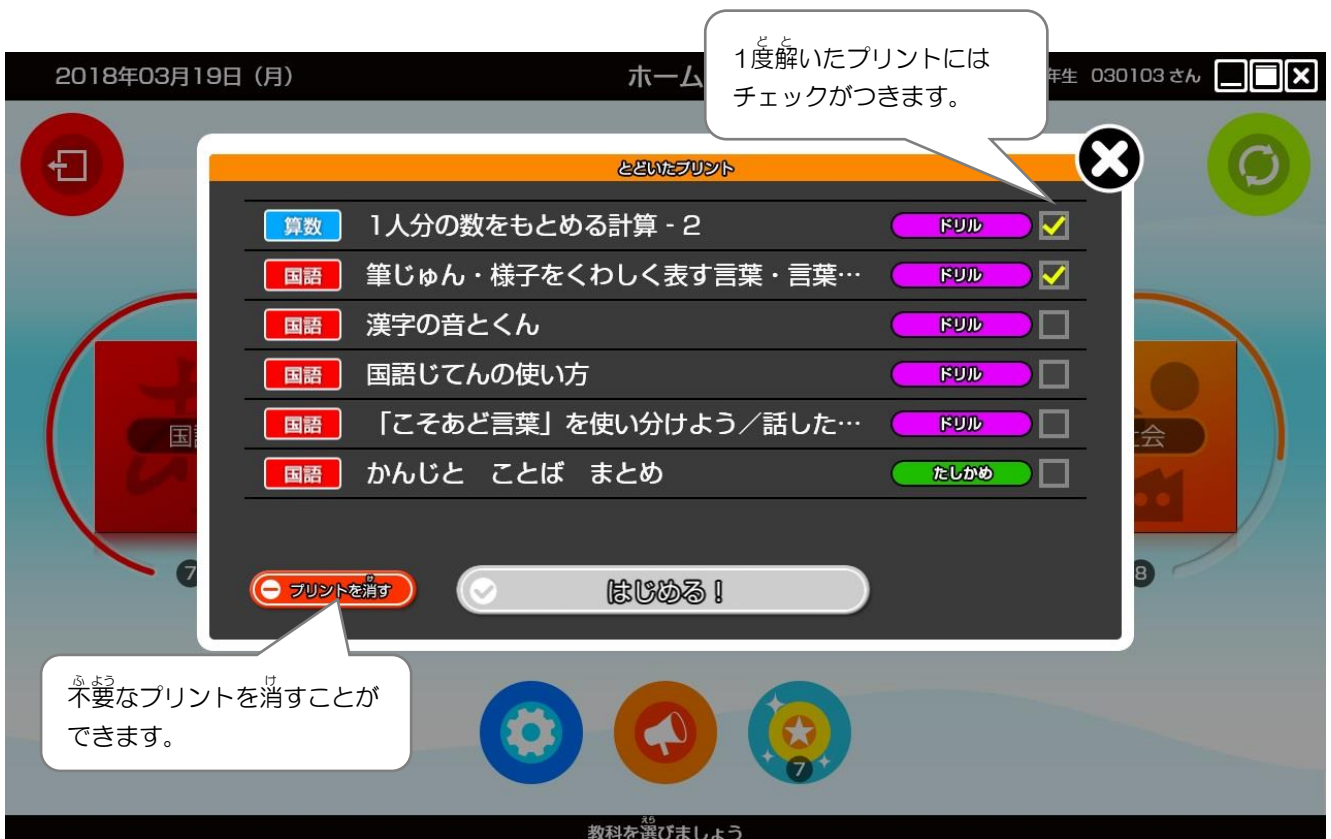 1度解いたプリントには
チェックがつきます。
2018年03月19日（月）
ホーム
年生 030103さん
とどいたプリント
算数 1人分の数をもとめる計算 - 2 ドリル
国語 筆じゅん・様子をくわしく表す言葉・言葉… ドリル
国語 漢字の音とくん ドリル
国語 国語じてんの使い方 ドリル
国語 「こそあど言葉」を使い分けよう／話した… ドリル
国語 かんじと　ことば　まとめ たしかめ
国
会
7
8
プリントを消す
はじめる！
不要なプリントを消すことが
できます。
7
教科を選びましょう